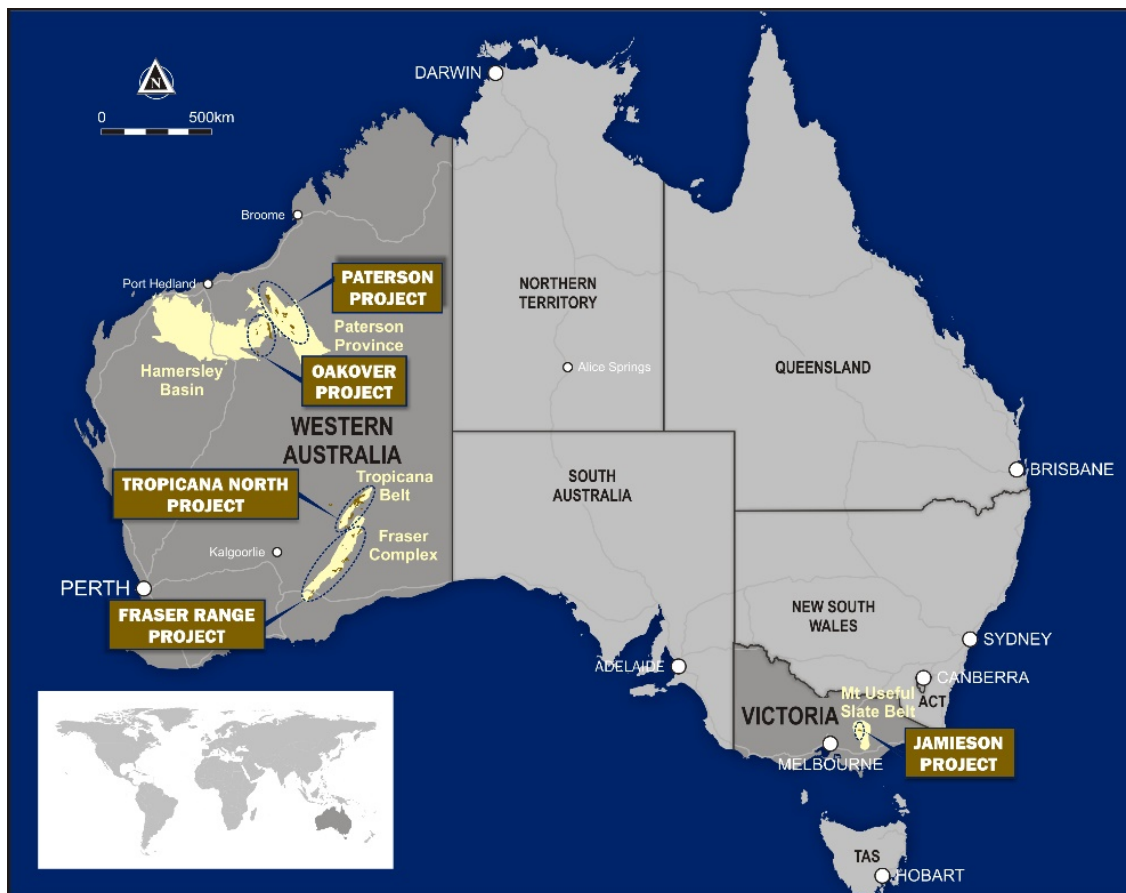 DARWIN
N
0 500km
Broome
Port Hedland
PATERSON
PROJECT
NORTHERN
TERRITORY
Paterson
Province
Hamersley
Basin
OAKOVER
PROJECT
Alice Springs
QUEENSLAND
WESTERN
AUSTRALIA
TROPICANA NORTH
PROJECT
Tropicana
Belt
SOUTH
AUSTRALIA
BRISBANE
Kalgoorlie
Fraser
Complex
PERTH
FRASER RANGE
PROJECT
NEW SOUTH
WALES
SYDNEY
ADELAIDE
CANBERRA
ACT
Mt Useful
Slate Belt
VICTORIA
MELBOURNE
JAMIESON
PROJECT
TAS
HOBART